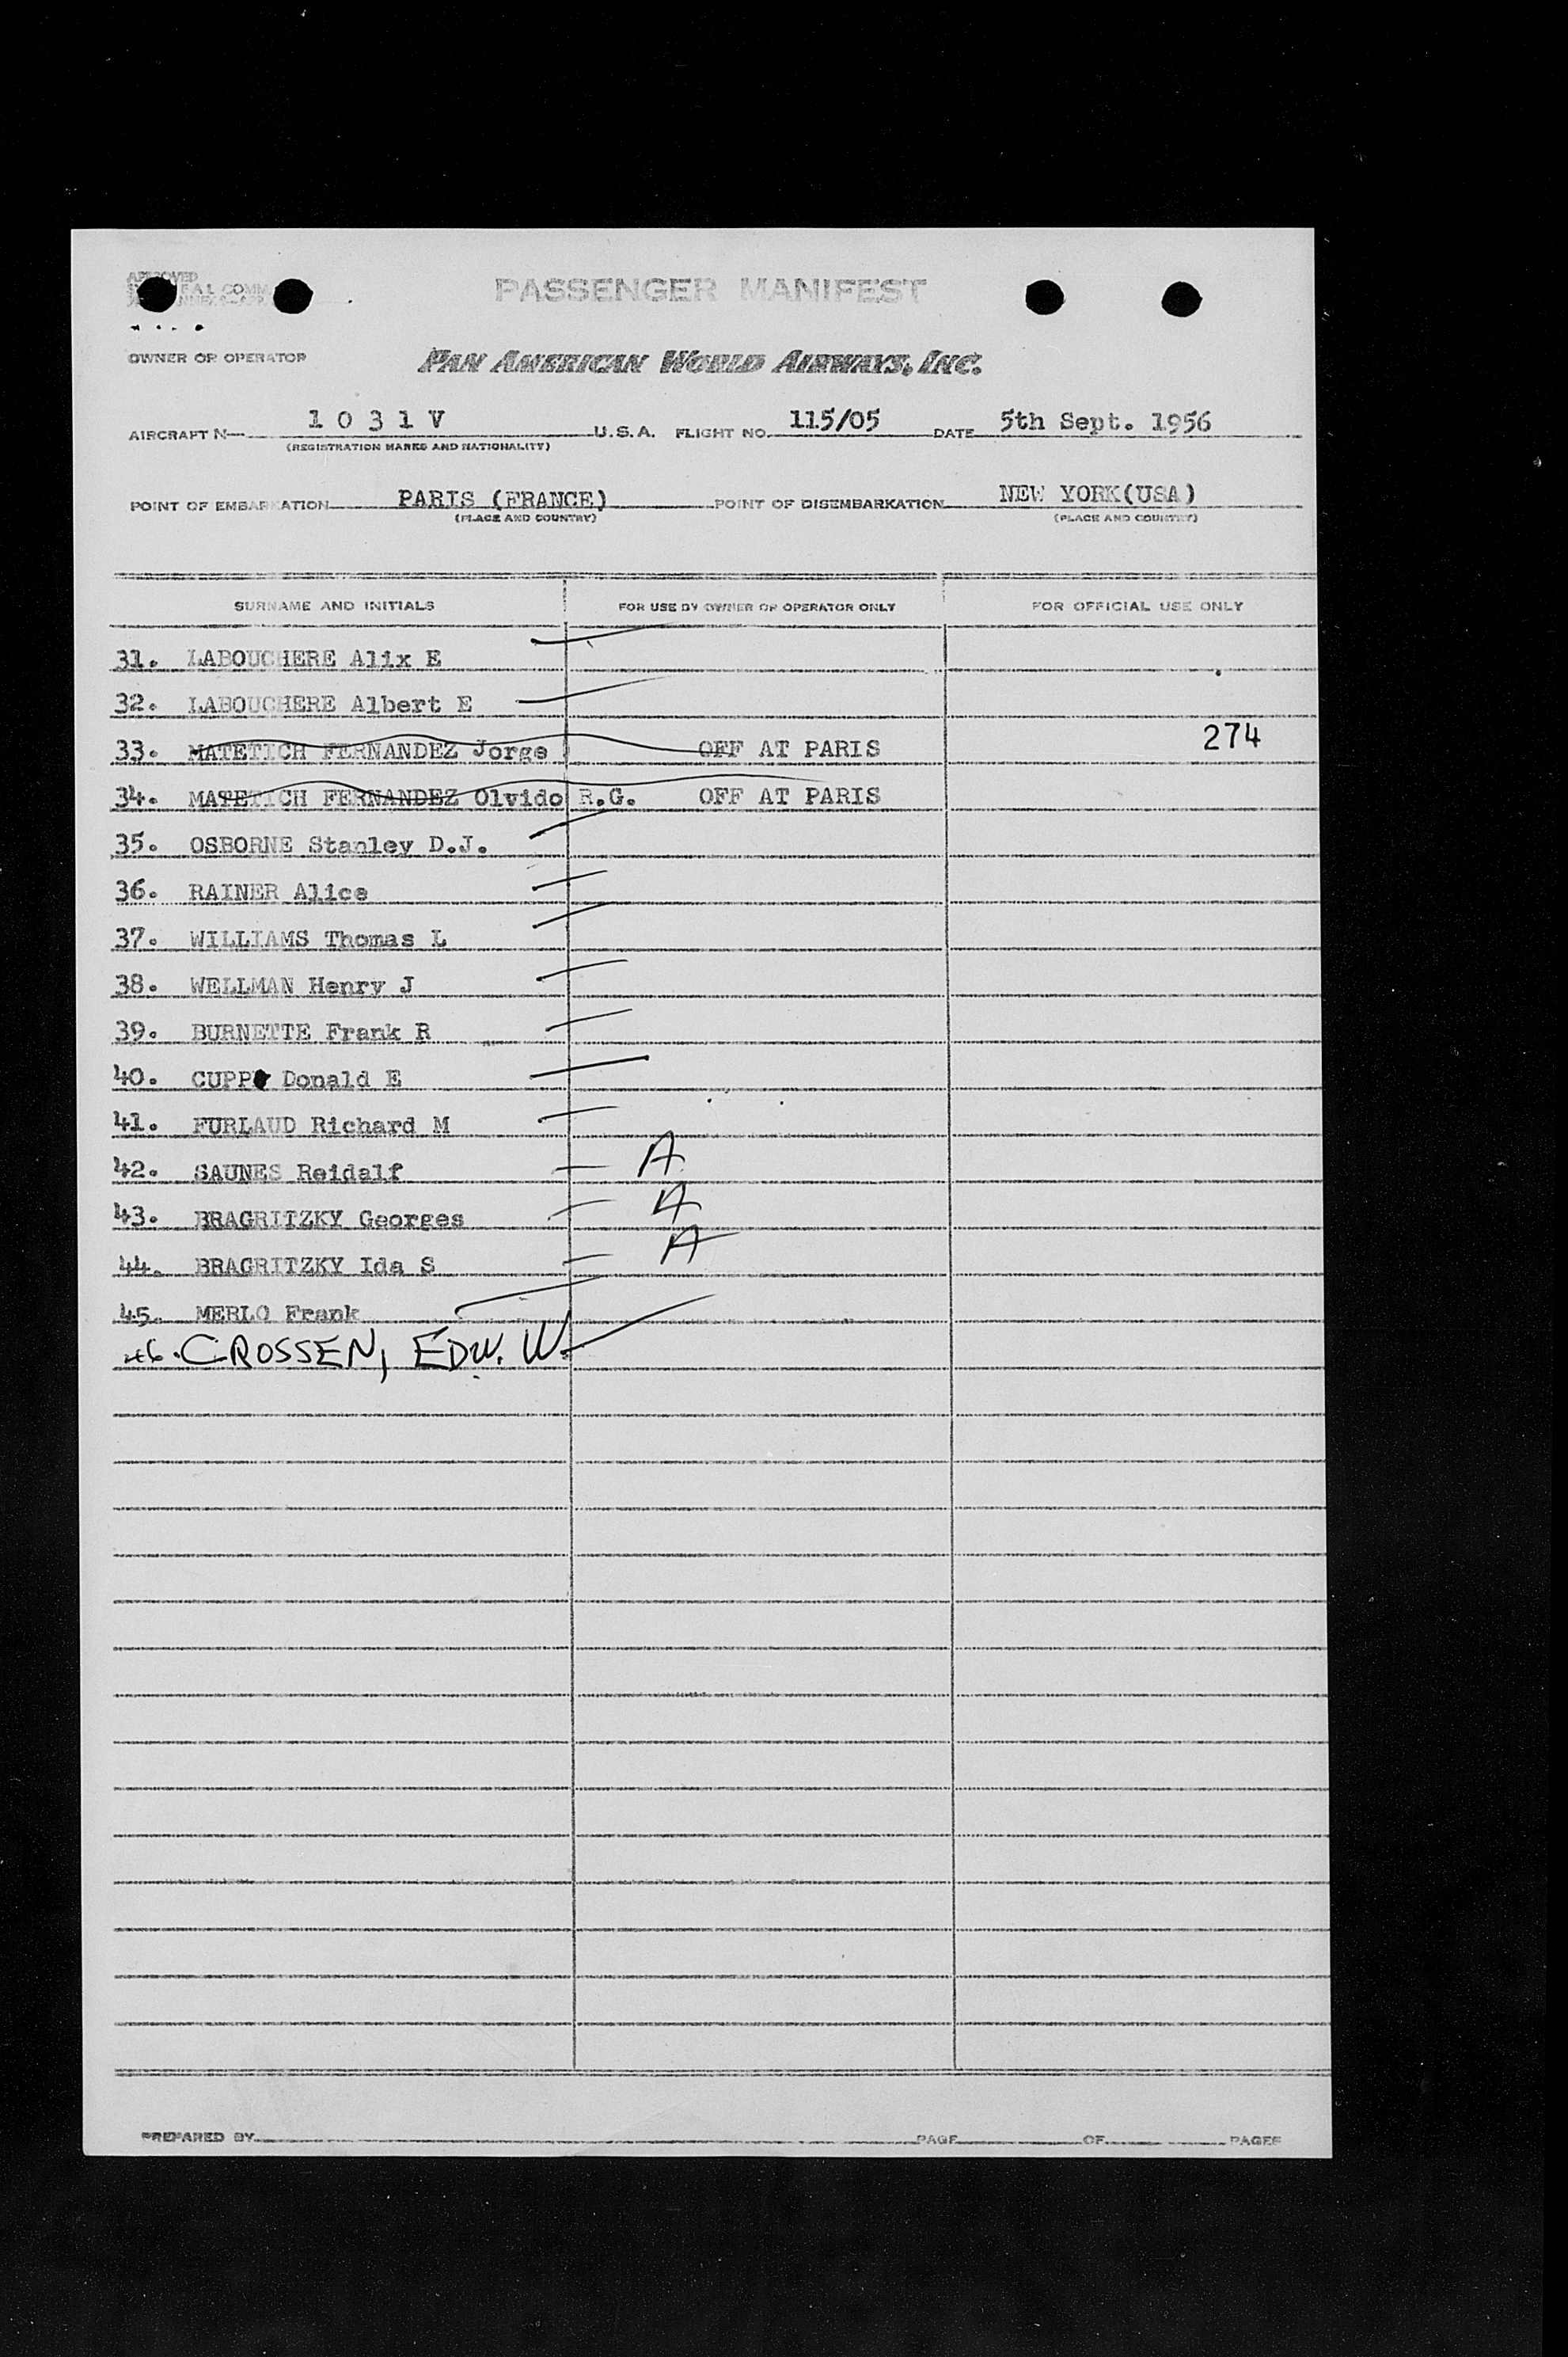 APPROVED
PASSENGER MANIFEST
OWNER OR OPERATOR PAN AMERICAN WORLD AIRWAYS, INC.
AIRCRAFT N— 1 0 3 1 V U.S.A. FLIGHT NO. 115/05 DATE 5th Sept. 1956
(REGISTRATION MARKS AND NATIONALITY)
POINT OF EMBARKATION PARIS (FRANCE) POINT OF DISEMBARKATION NEW YORK(USA)
(PLACE AND COUNTRY) (PLACE AND COUNTRY)
SURNAME AND INITIALS FOR USE BY OWNER OR OPERATOR ONLY FOR OFFICIAL USE ONLY
31. LABOUCHERE Alix E
32. LABOUCHERE Albert E
274
33. MATETICH FERNANDEZ Jorge OFF AT PARIS
34. MATETICH FERNANDEZ Olvido R.G. OFF AT PARIS
35. OSBORNE Stanley D.J.
36. RAINER Alice
37. WILLIAMS Thomas L
38. WELLMAN Henry J
39. BURNETTE Frank R
40. CUPP Donald E
41. FURLAUD Richard M
42. SAUNES Reidalf A
43. BRAGRITZKY Georges A
44. BRAGRITZKY Ida S A
45. MERLO Frank
46. CROSSEN, EDW. W.
PREPARED BY PAGE OF PAGES